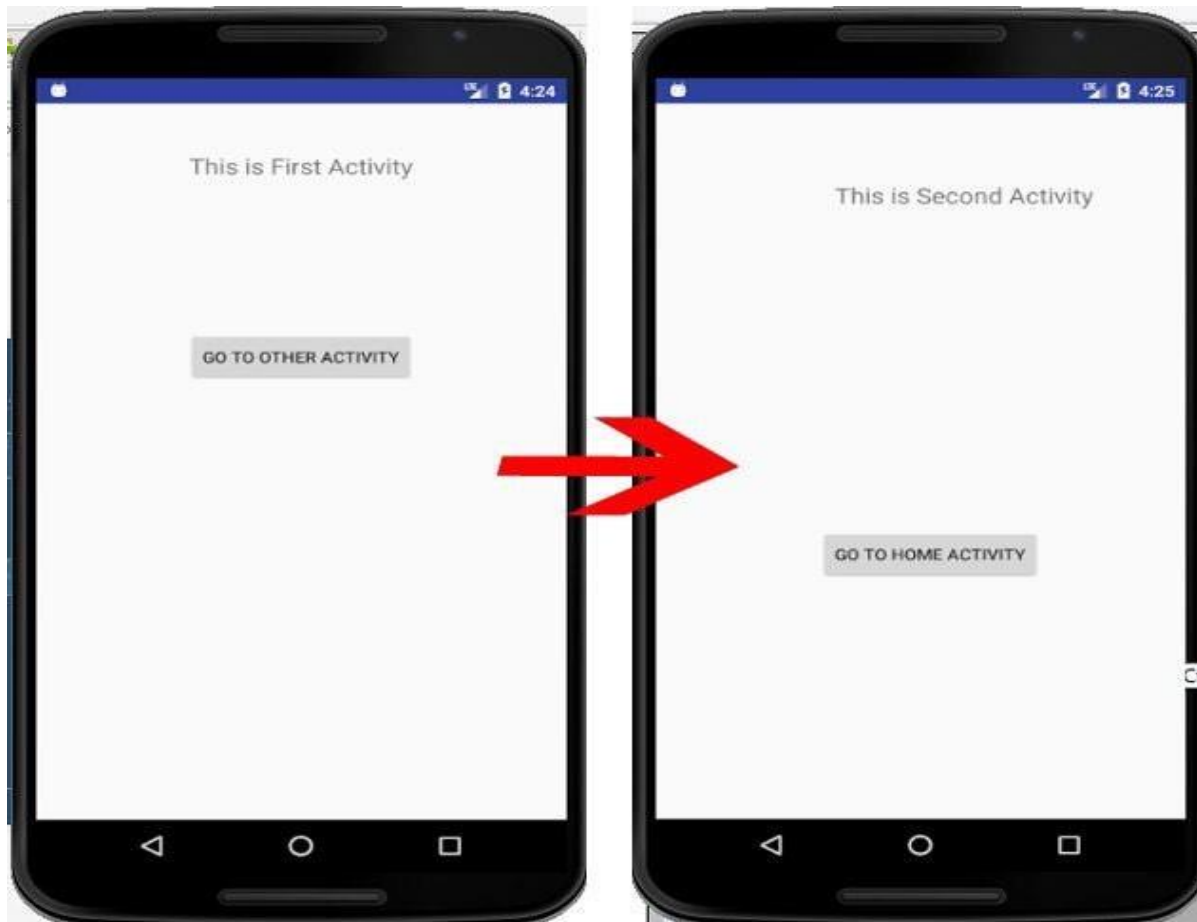 4:24
This is First Activity
GO TO OTHER ACTIVITY
4:25
This is Second Activity
GO TO HOME ACTIVITY